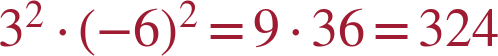 3² · (−6)² = 9 · 36 = 324